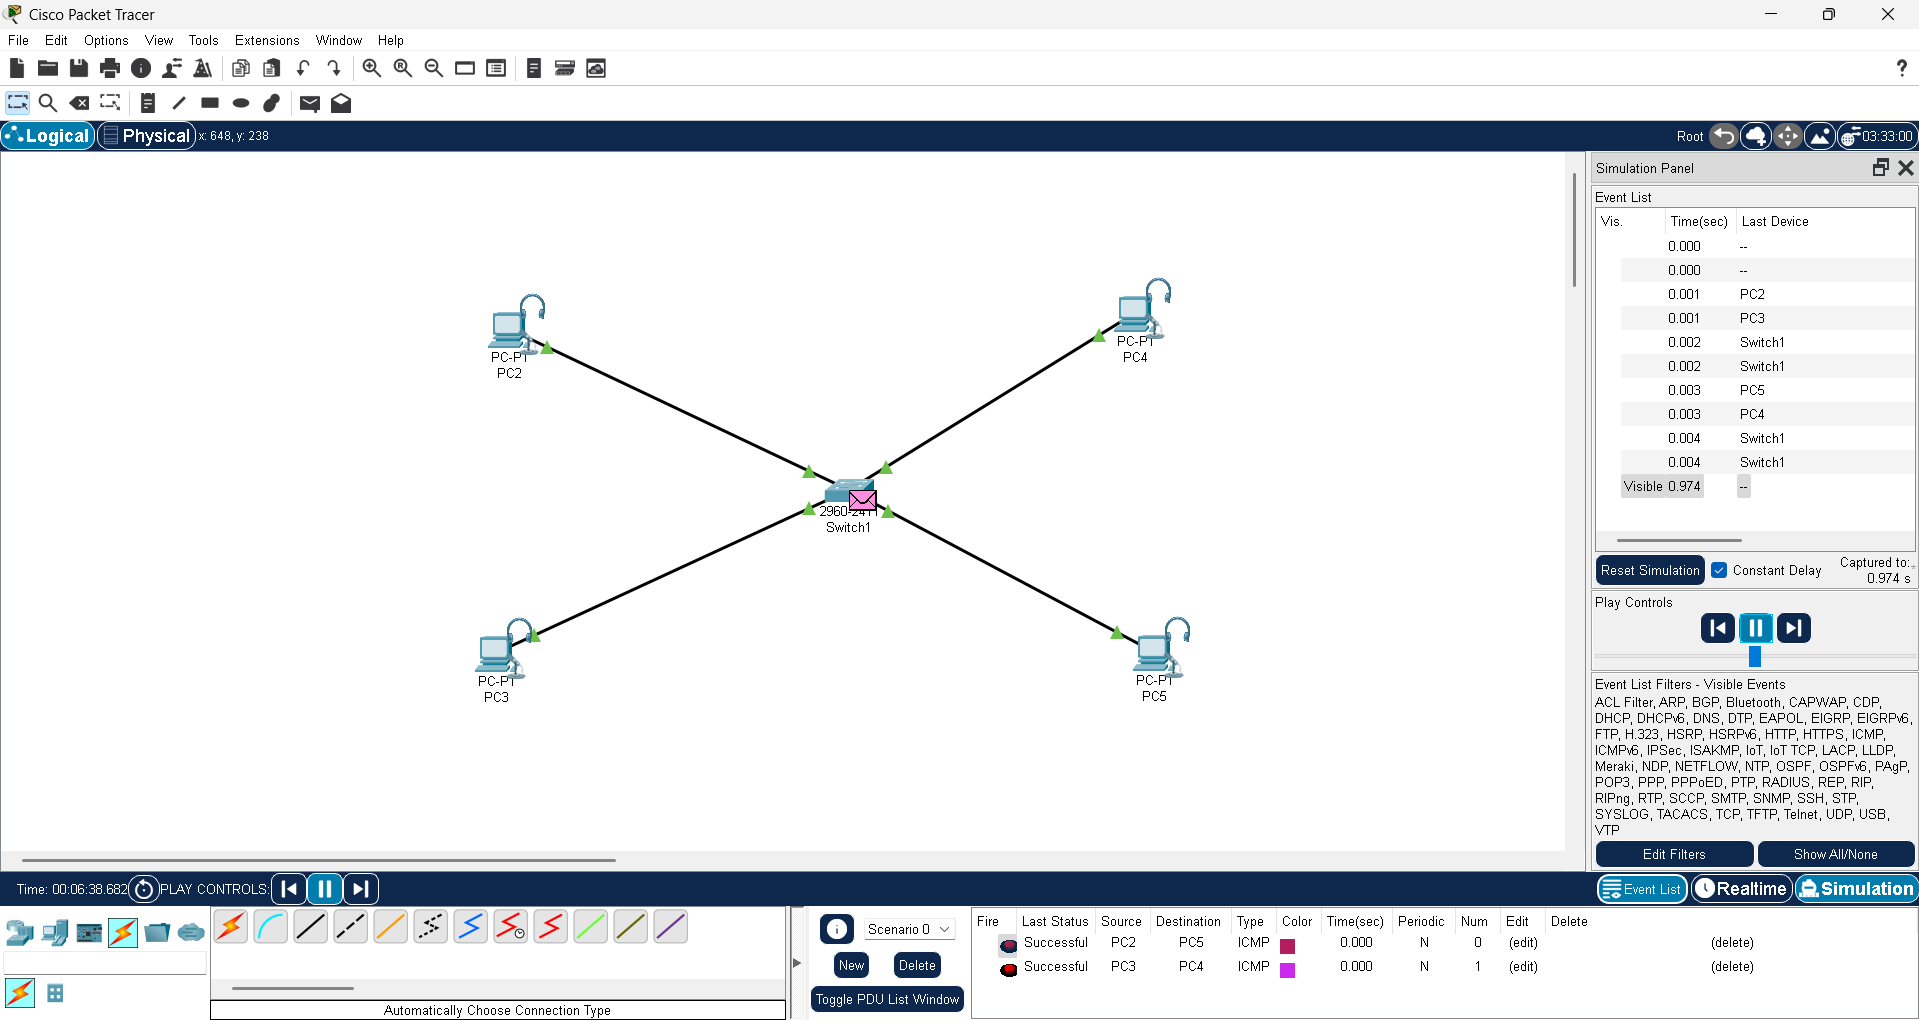 Cisco Packet Tracer
File Edit Options View Tools Extensions Window Help
?
Logical Physical x: 648, y: 238 Root 03:33:00
Simulation Panel
Event List
Vis. Time(sec) Last Device
0.000 --
0.000 --
0.001 PC2
0.001 PC3
0.002 Switch1
0.002 Switch1
0.003 PC5
0.003 PC4
0.004 Switch1
0.004 Switch1
Visible 0.974 --
Reset Simulation Constant Delay Captured to:
0.974 s
Play Controls
Event List Filters - Visible Events
ACL Filter, ARP, BGP, Bluetooth, CAPWAP, CDP,
DHCP, DHCPv6, DNS, DTP, EAPOL, EIGRP, EIGRPv6,
FTP, H.323, HSRP, HSRPv6, HTTP, HTTPS, ICMP,
ICMPv6, IPSec, ISAKMP, IoT, IoT TCP, LACP, LLDP,
Meraki, NDP, NETFLOW, NTP, OSPF, OSPFv6, PAgP,
POP3, PPP, PPPoED, PTP, RADIUS, REP, RIP,
RIPng, RTP, SCCP, SMTP, SNMP, SSH, STP,
SYSLOG, TACACS, TCP, TFTP, Telnet, UDP, USB,
VTP
Edit Filters Show All/None
PC-PT
PC2
PC-PT
PC4
Switch1
PC-PT
PC3
PC-PT
PC5
Time: 00:06:38.682 PLAY CONTROLS: Event List Realtime Simulation
Automatically Choose Connection Type
Scenario 0
New Delete
Toggle PDU List Window
Fire Last Status Source Destination Type Color Time(sec) Periodic Num Edit Delete
Successful PC2 PC5 ICMP 0.000 N 0 (edit) (delete)
Successful PC3 PC4 ICMP 0.000 N 1 (edit) (delete)